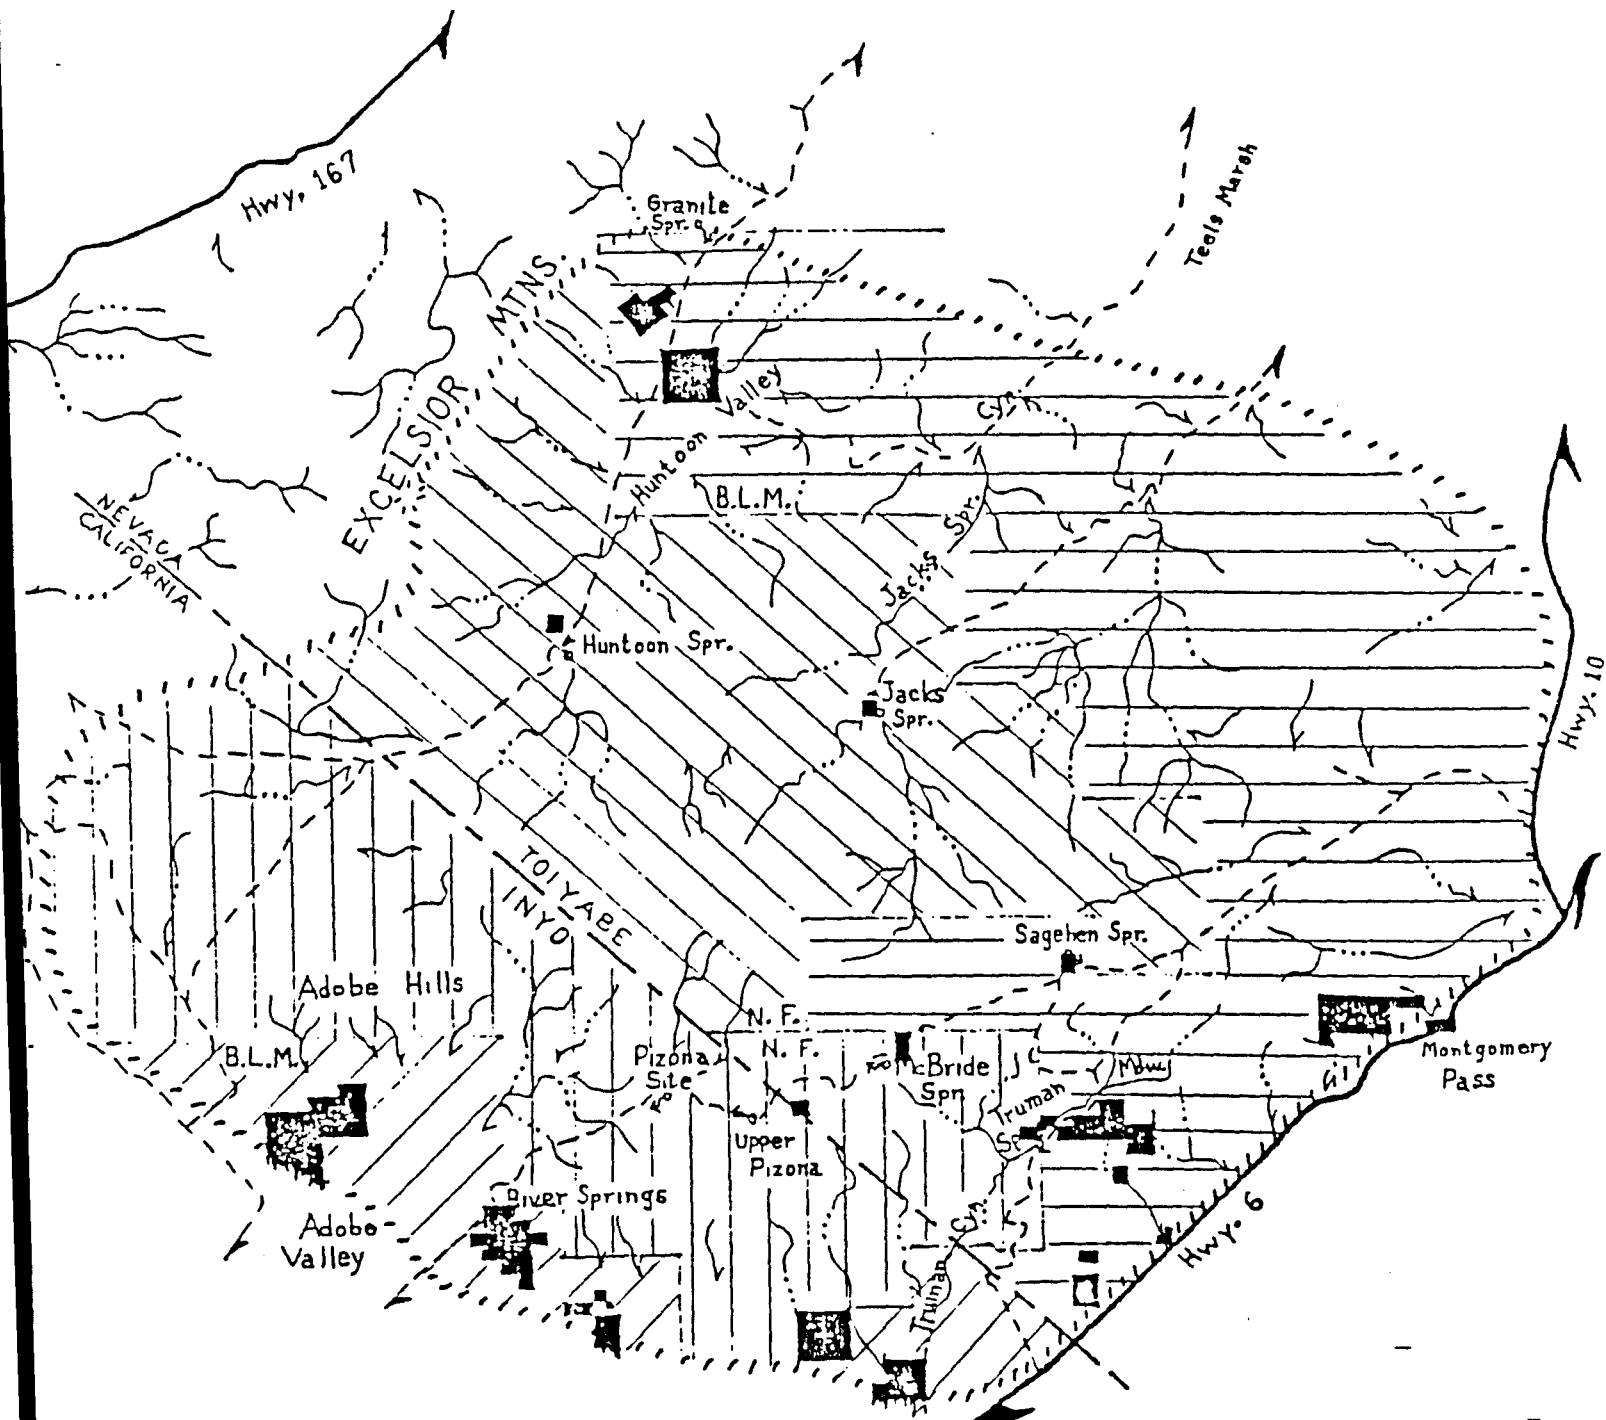 Hwy. 167
Granite
Spr.
Teels Marsh
EXCELSIOR MTNS.
Huntoon Valley
Cyn.
B.L.M.
Jacks Spr.
NEVADA
CALIFORNIA
Huntoon Spr.
Jacks
Spr.
Hwy. 10
TOIYABE
INYO
Sagehen Spr.
Adobe Hills
N. F.
N. F.
B.L.M.
Pizona
Site
McBride
Spr.
Mdw.
Montgomery
Pass
Truman
Upper
Pizona
River Springs
Adobe
Valley
Truman Cyn.
Hwy. 6